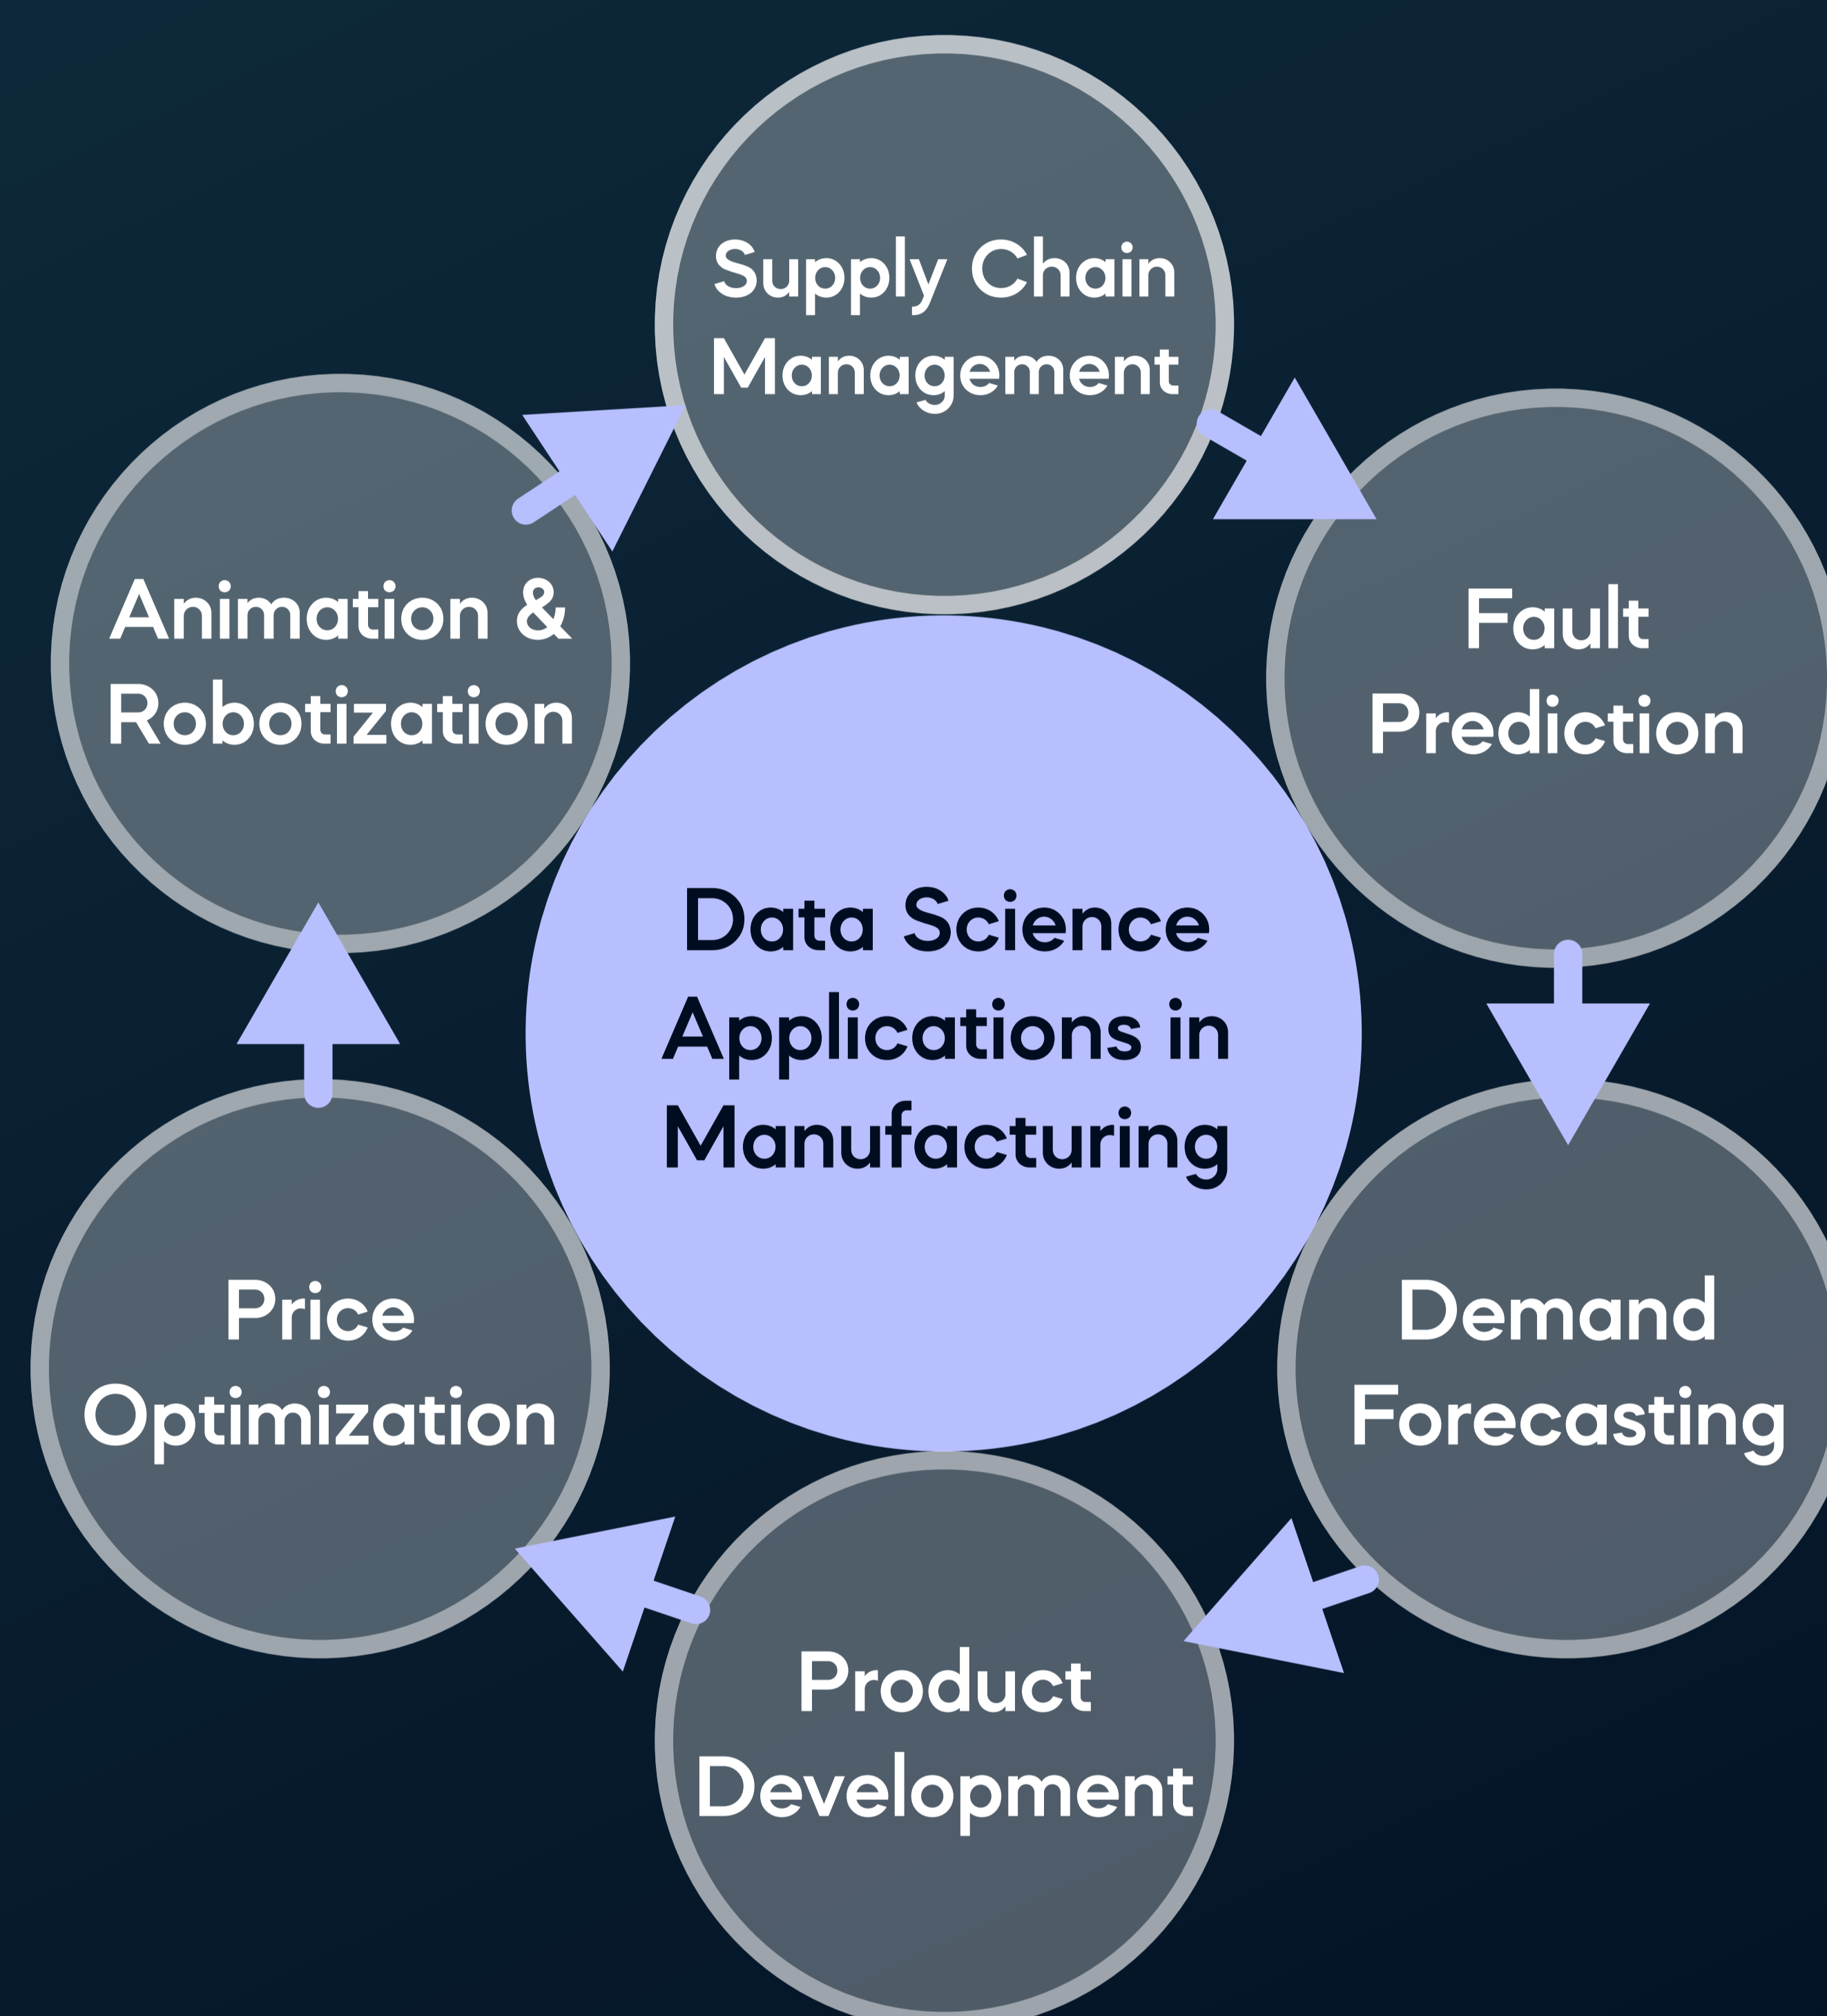 Supply Chain
Management
Animation &
Robotization
Fault
Prediction
Data Science
Applications in
Manufacturing
Price
Optimization
Demand
Forecasting
Product
Development